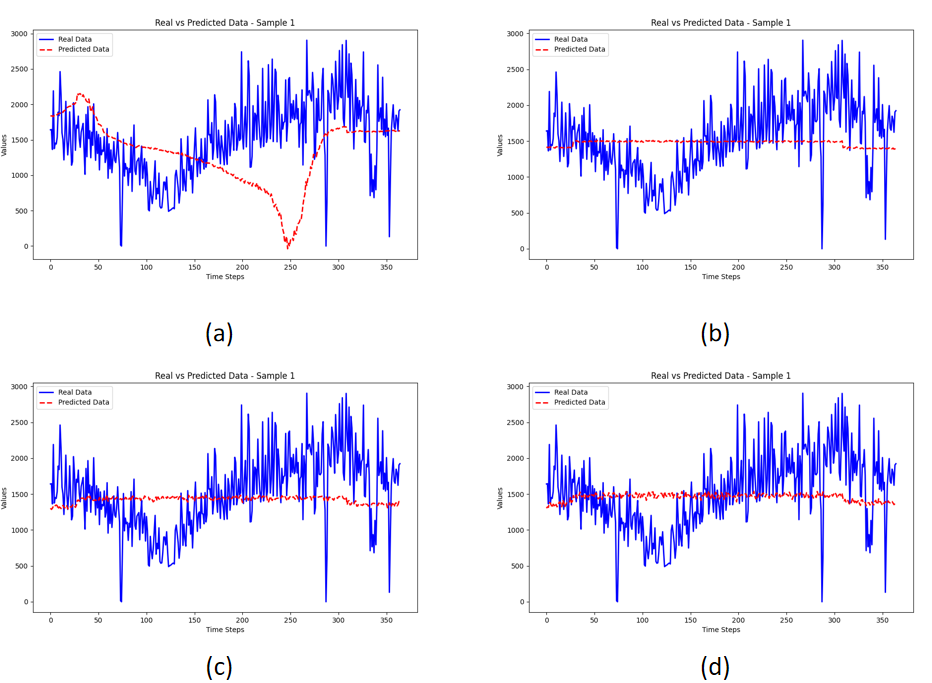 Real vs Predicted Data - Sample 1
Real Data
Predicted Data
3000
2500
2000
1500
1000
500
0
Values
0 50 100 150 200 250 300 350
Time Steps
(a)
Real vs Predicted Data - Sample 1
Real Data
Predicted Data
3000
2500
2000
1500
1000
500
0
Values
0 50 100 150 200 250 300 350
Time Steps
(b)
Real vs Predicted Data - Sample 1
Real Data
Predicted Data
3000
2500
2000
1500
1000
500
0
Values
0 50 100 150 200 250 300 350
Time Steps
(c)
Real vs Predicted Data - Sample 1
Real Data
Predicted Data
3000
2500
2000
1500
1000
500
0
Values
0 50 100 150 200 250 300 350
Time Steps
(d)